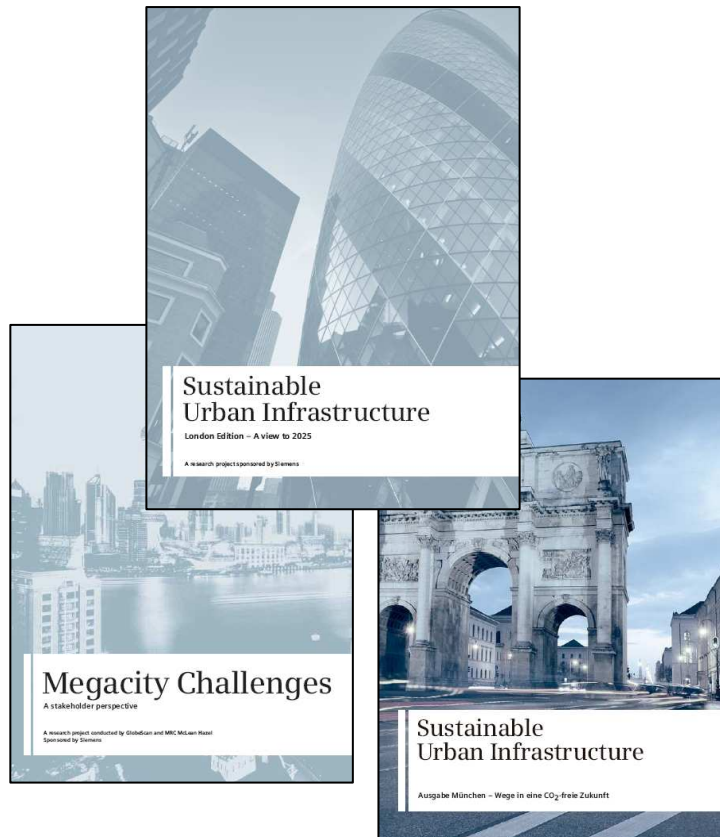 Sustainable
Urban Infrastructure
London Edition – A view to 2025
A research project sponsored by Siemens
Megacity Challenges
A stakeholder perspective
A research project conducted by GlobeScan and MRC McLean Hazel
Sponsored by Siemens
Sustainable
Urban Infrastructure
Ausgabe München – Wege in eine CO2-freie Zukunft